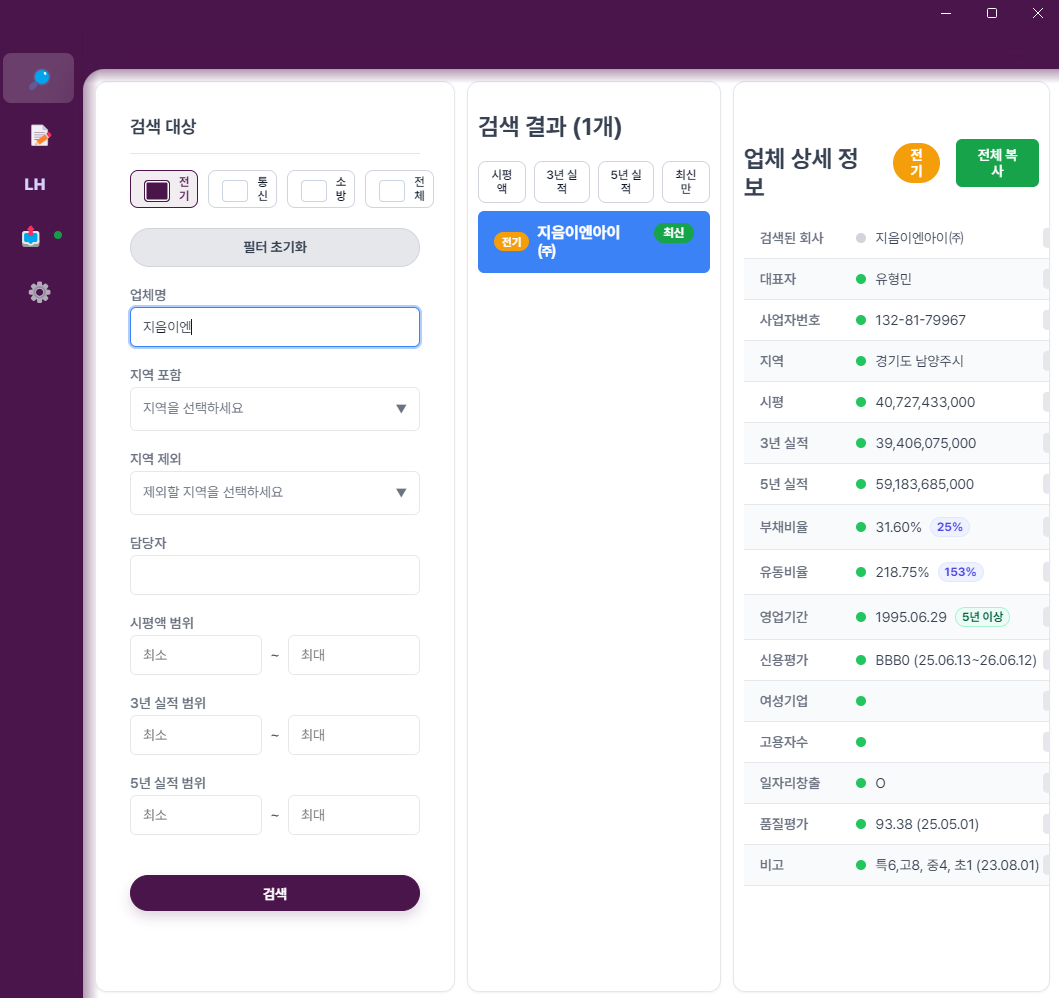 LH
검색 대상
전기
통신
소방
전체
필터 초기화
업체명
지음이엔
지역 포함
지역을 선택하세요 ▼
지역 제외
제외할 지역을 선택하세요 ▼
담당자
시평액 범위
최소 ~ 최대
3년 실적 범위
최소 ~ 최대
5년 실적 범위
최소 ~ 최대
검색
검색 결과 (1개)
시평
액
3년 실
적
5년 실
적
최신
만
전기 지음이엔아이
(주) 최신
업체 상세 정
보
전
기
전체 복
사
검색된 회사 지음이엔아이㈜
대표자 유형민
사업자번호 132-81-79967
지역 경기도 남양주시
시평 40,727,433,000
3년 실적 39,406,075,000
5년 실적 59,183,685,000
부채비율 31.60% 25%
유동비율 218.75% 153%
영업기간 1995.06.29 5년 이상
신용평가 BBB0 (25.06.13~26.06.12)
여성기업
고용자수
일자리창출 O
품질평가 93.38 (25.05.01)
비고 특6,고8, 중4, 초1 (23.08.01)